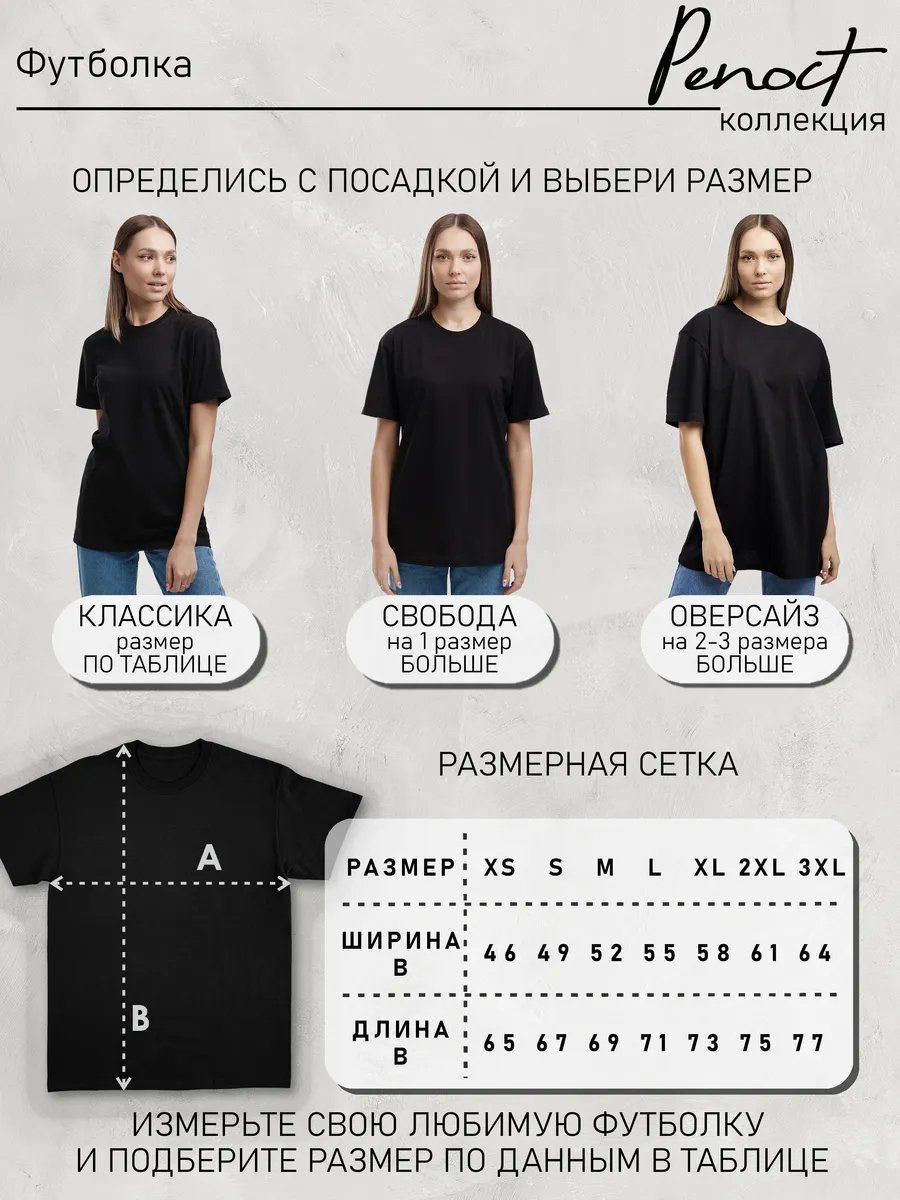 Футболка
Penoct
коллекция
ОПРЕДЕЛИСЬ С ПОСАДКОЙ И ВЫБЕРИ РАЗМЕР
КЛАССИКА
размер
ПО ТАБЛИЦЕ
СВОБОДА
на 1 размер
БОЛЬШЕ
ОВЕРСАЙЗ
на 2-3 размера
БОЛЬШЕ
A
B
РАЗМЕРНАЯ СЕТКА
РАЗМЕР XS S M L XL 2XL 3XL
ШИРИНА
В
46 49 52 55 58 61 64
ДЛИНА
В
65 67 69 71 73 75 77
ИЗМЕРЬТЕ СВОЮ ЛЮБИМУЮ ФУТБОЛКУ
И ПОДБЕРИТЕ РАЗМЕР ПО ДАННЫМ В ТАБЛИЦЕ